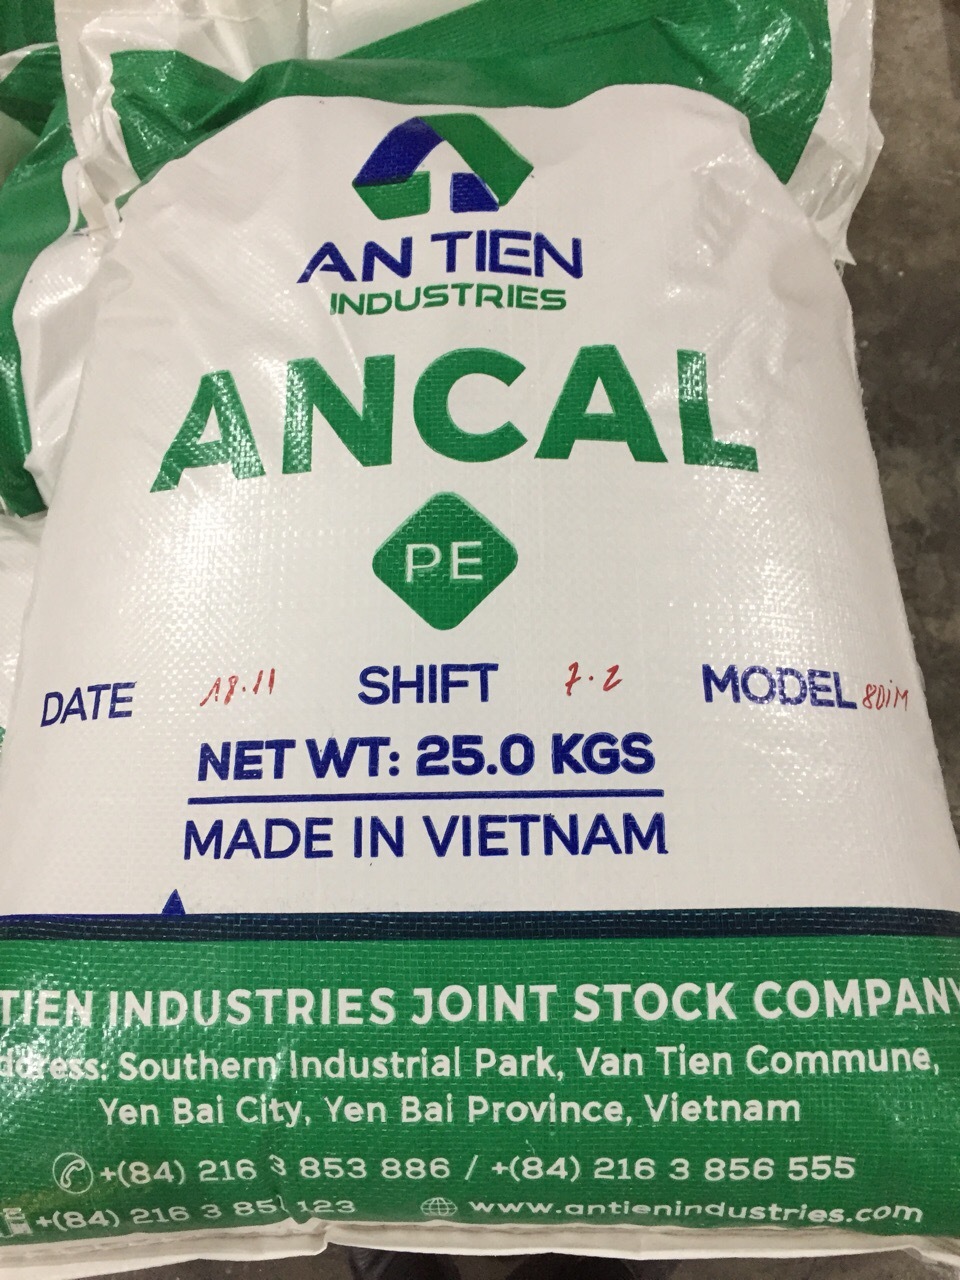 AN TIEN
INDUSTRIES
ANCAL
PE
DATE 18.11 SHIFT 7.2 MODEL 801M
NET WT: 25.0 KGS
MADE IN VIETNAM
TIEN INDUSTRIES JOINT STOCK COMPANY
ddress: Southern Industrial Park, Van Tien Commune,
Yen Bai City, Yen Bai Province, Vietnam
+(84) 216 3 853 886 / +(84) 216 3 856 555
+(84) 216 3 85 123 www.antienindustries.com